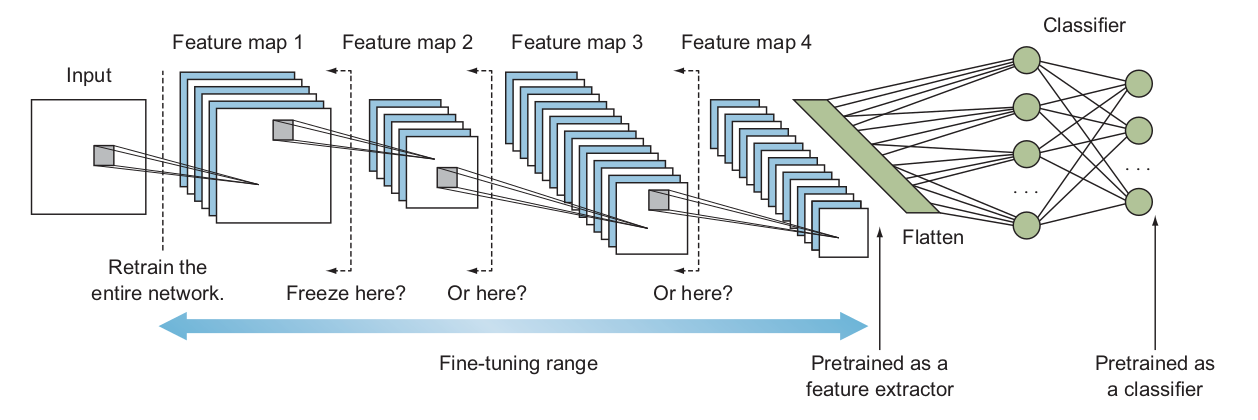 Classifier
Feature map 1
Feature map 2
Feature map 3
Feature map 4
Input
. . .
. . .
Flatten
Retrain the
entire network.
Freeze here?
Or here?
Or here?
Fine-tuning range
Pretrained as a
feature extractor
Pretrained as
a classifier